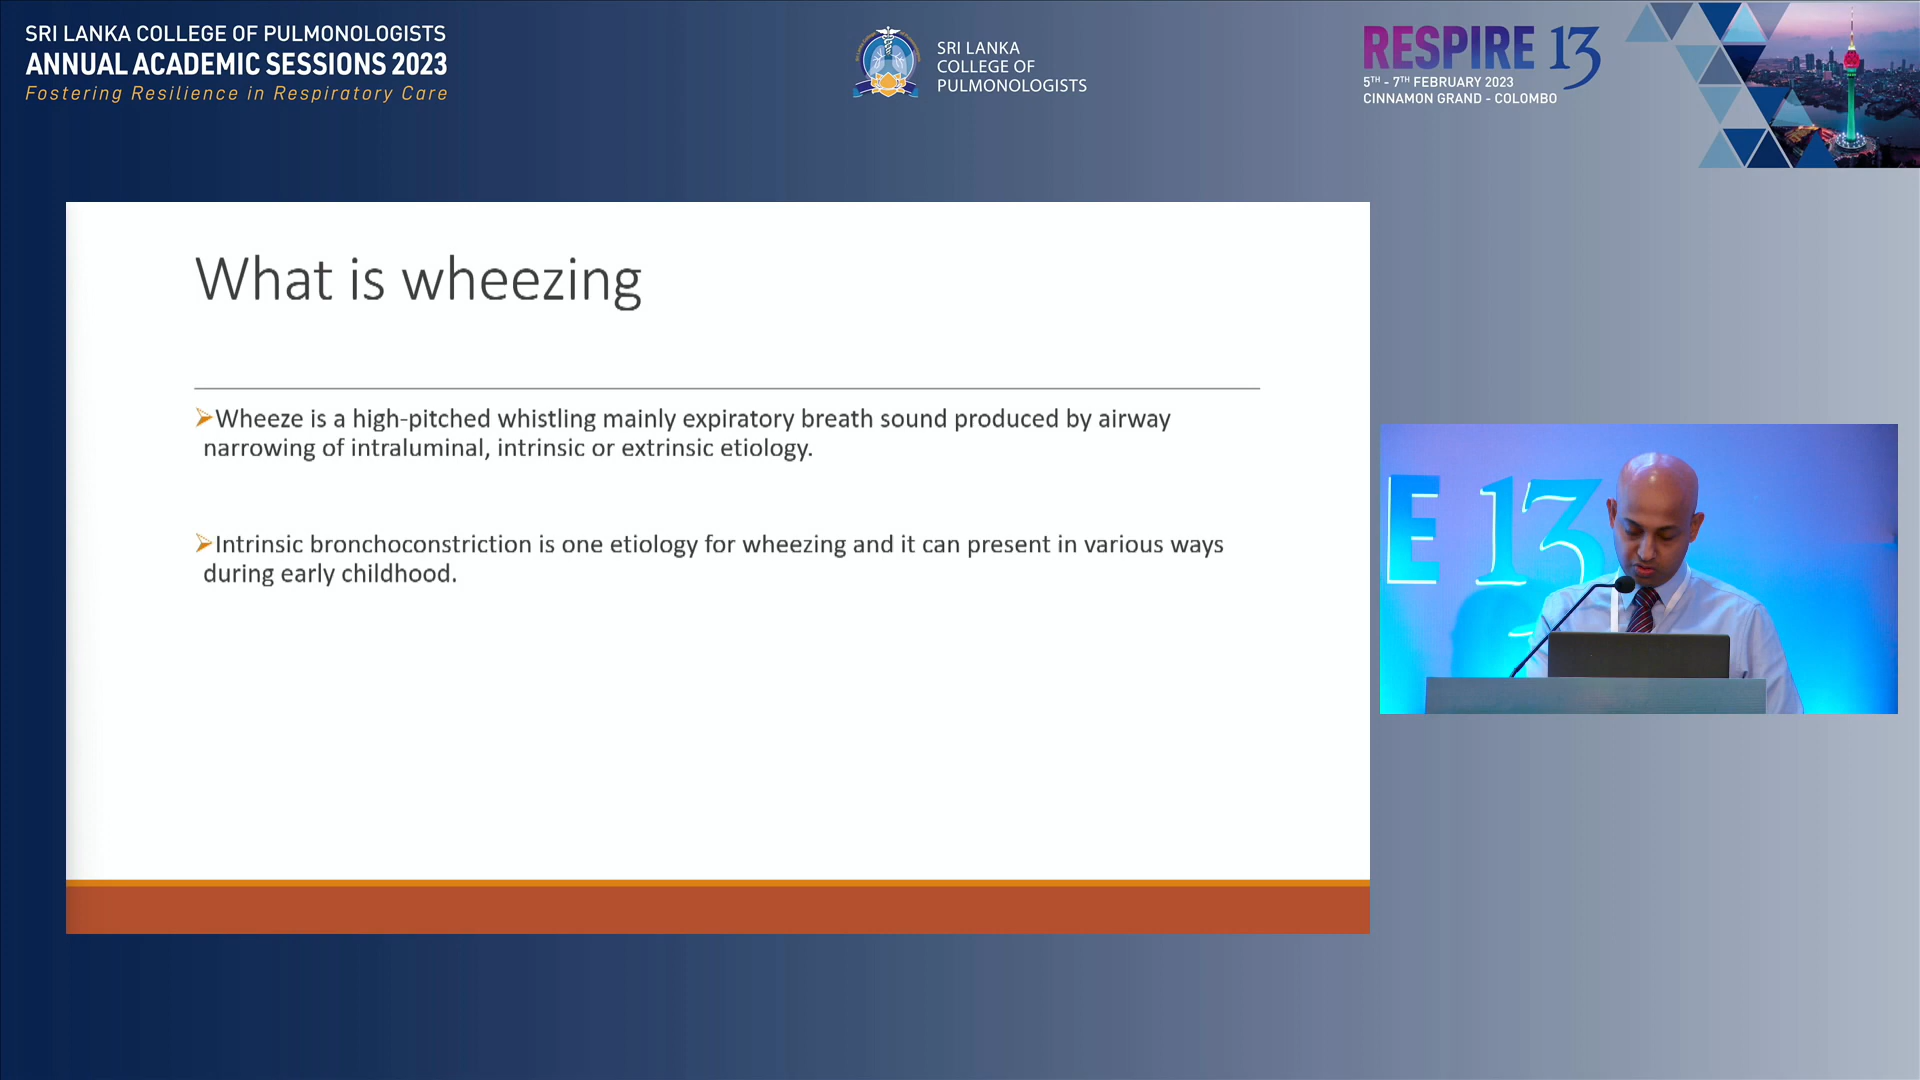 SRI LANKA COLLEGE OF PULMONOLOGISTS
ANNUAL ACADEMIC SESSIONS 2023
Fostering Resilience in Respiratory Care
SRI LANKA
COLLEGE OF
PULMONOLOGISTS
RESPIRE 13
5TH - 7TH FEBRUARY 2023
CINNAMON GRAND - COLOMBO
What is wheezing
➢Wheeze is a high-pitched whistling mainly expiratory breath sound produced by airway
narrowing of intraluminal, intrinsic or extrinsic etiology.
➢Intrinsic bronchoconstriction is one etiology for wheezing and it can present in various ways
during early childhood.
E 13